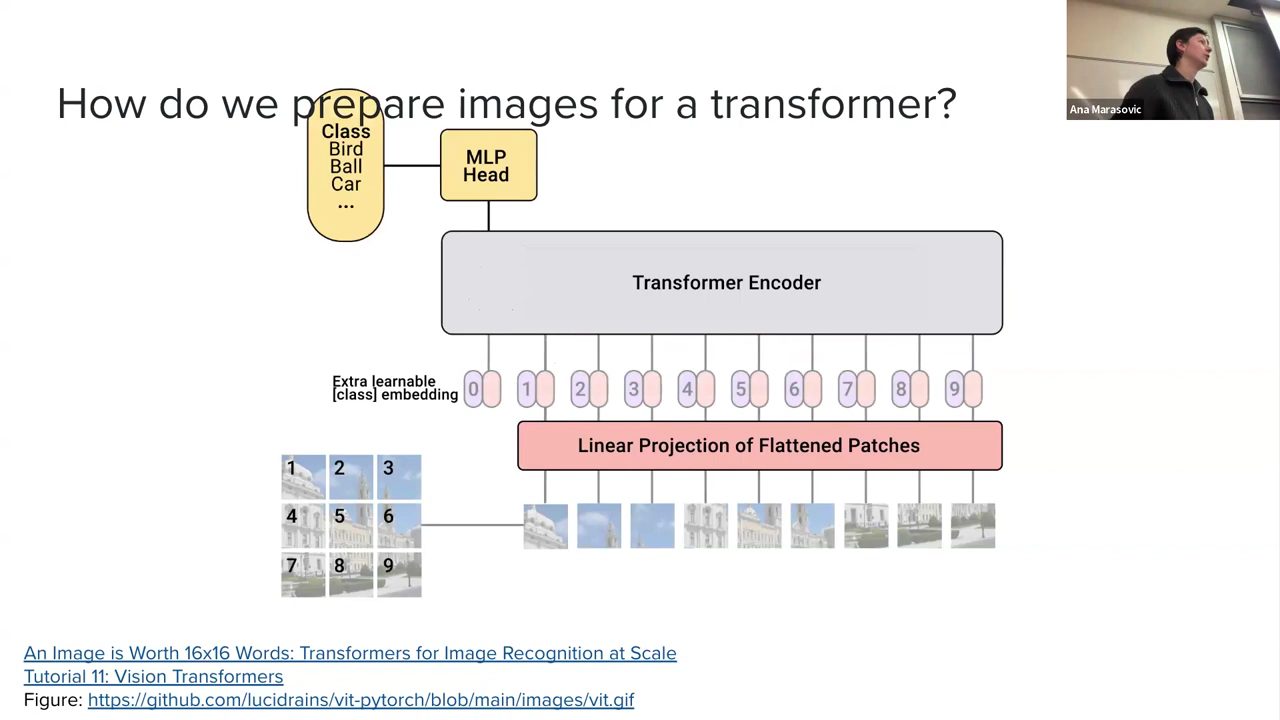 How do we prepare images for a transformer?
Ana Marasovic
Class
Bird
Ball
Car
...
MLP
Head
Transformer Encoder
Extra learnable
[class] embedding
0 1 2 3 4 5 6 7 8 9
Linear Projection of Flattened Patches
1 2 3
4 5 6
7 8 9
An Image is Worth 16x16 Words: Transformers for Image Recognition at Scale
Tutorial 11: Vision Transformers
Figure: https://github.com/lucidrains/vit-pytorch/blob/main/images/vit.gif